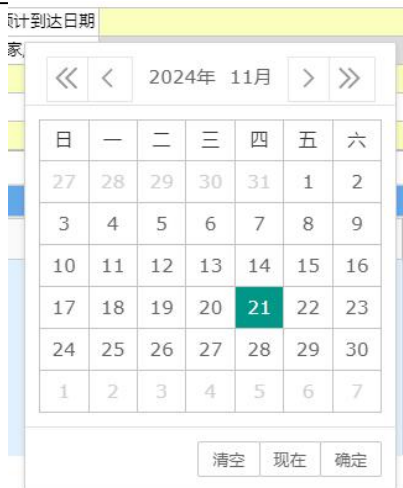 预计到达日期
家
2024年 11月
日 一 二 三 四 五 六
27 28 29 30 31 1 2
3 4 5 6 7 8 9
10 11 12 13 14 15 16
17 18 19 20 21 22 23
24 25 26 27 28 29 30
1 2 3 4 5 6 7
清空 现在 确定